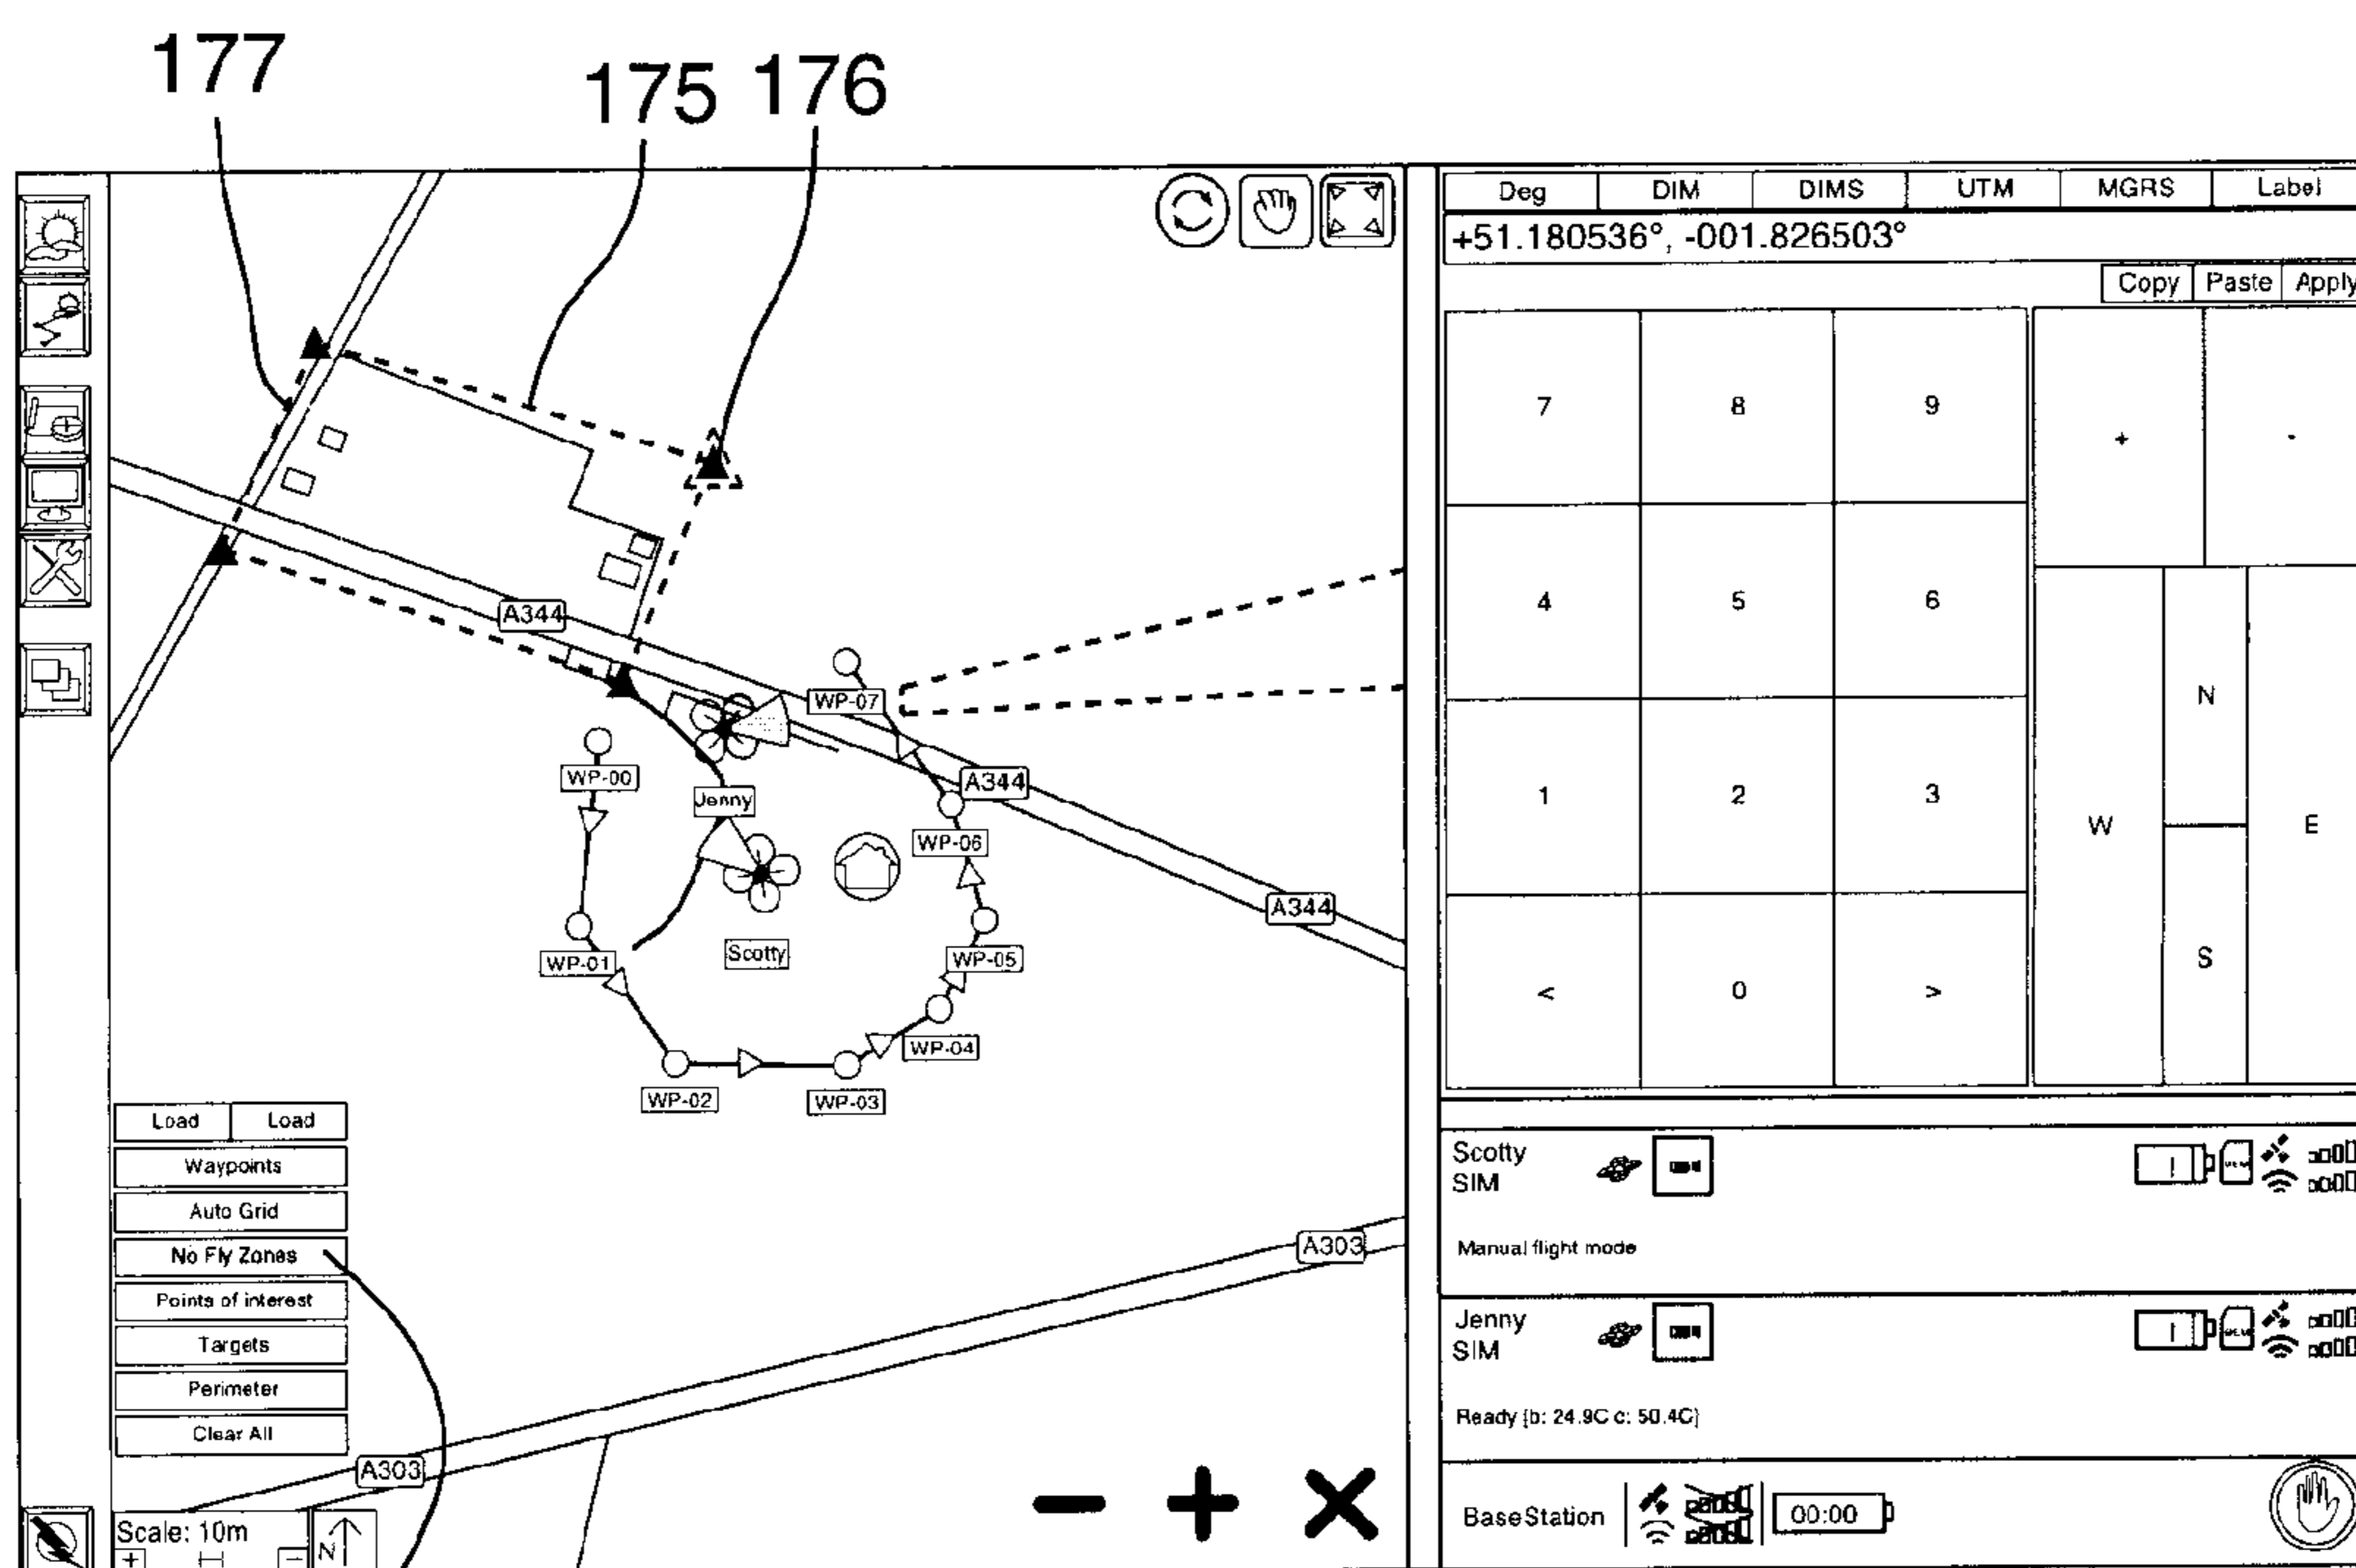 177
175 176
Deg DIM DIMS UTM MGRS Label
+51.180536°, -001.826503°
Copy Paste Apply
7 8 9 + -
4 5 6
1 2 3
< 0 >
N
W E
S
A344
WP-07
WP-00
A344
Jenny
WP-06
A344
Scotty
WP-01
WP-05
WP-04
WP-02
WP-03
Load Load
Waypoints
Auto Grid
No Fly Zones
Points of interest
Targets
Perimeter
Clear All
A303
A303
Scale: 10m
+ −
N
− + ×
Scotty
SIM
Manual flight mode
Jenny
SIM
Ready {b: 24.9C c: 50.4C}
BaseStation 00:00